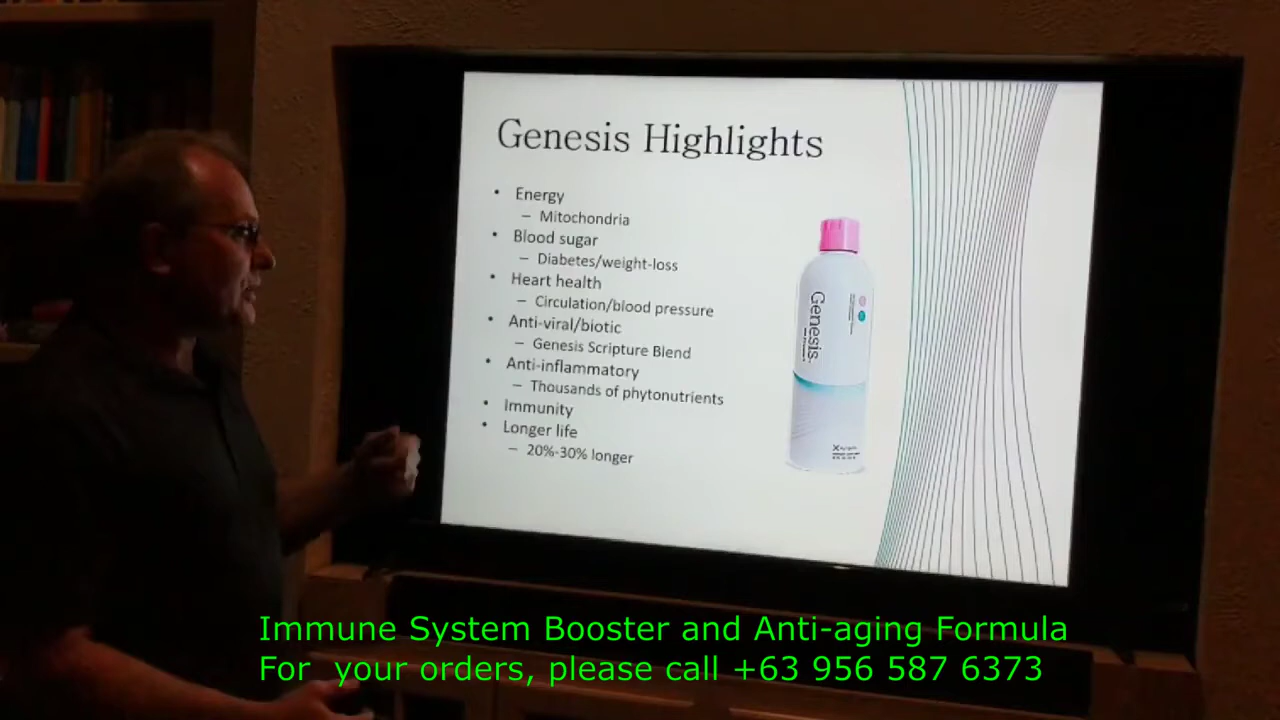 Genesis Highlights
• Energy
– Mitochondria
• Blood sugar
– Diabetes/weight-loss
• Heart health
– Circulation/blood pressure
• Anti-viral/biotic
– Genesis Scripture Blend
• Anti-inflammatory
– Thousands of phytonutrients
• Immunity
• Longer life
– 20%-30% longer
Genesis
Immune System Booster and Anti-aging Formula
For your orders, please call +63 956 587 6373